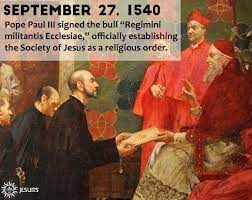 SEPTEMBER 27, 1540
Pope Paul III signed the bull “Regimini
militantis Ecclesiae,” officially establishing
the Society of Jesus as a religious order.
JESUITS